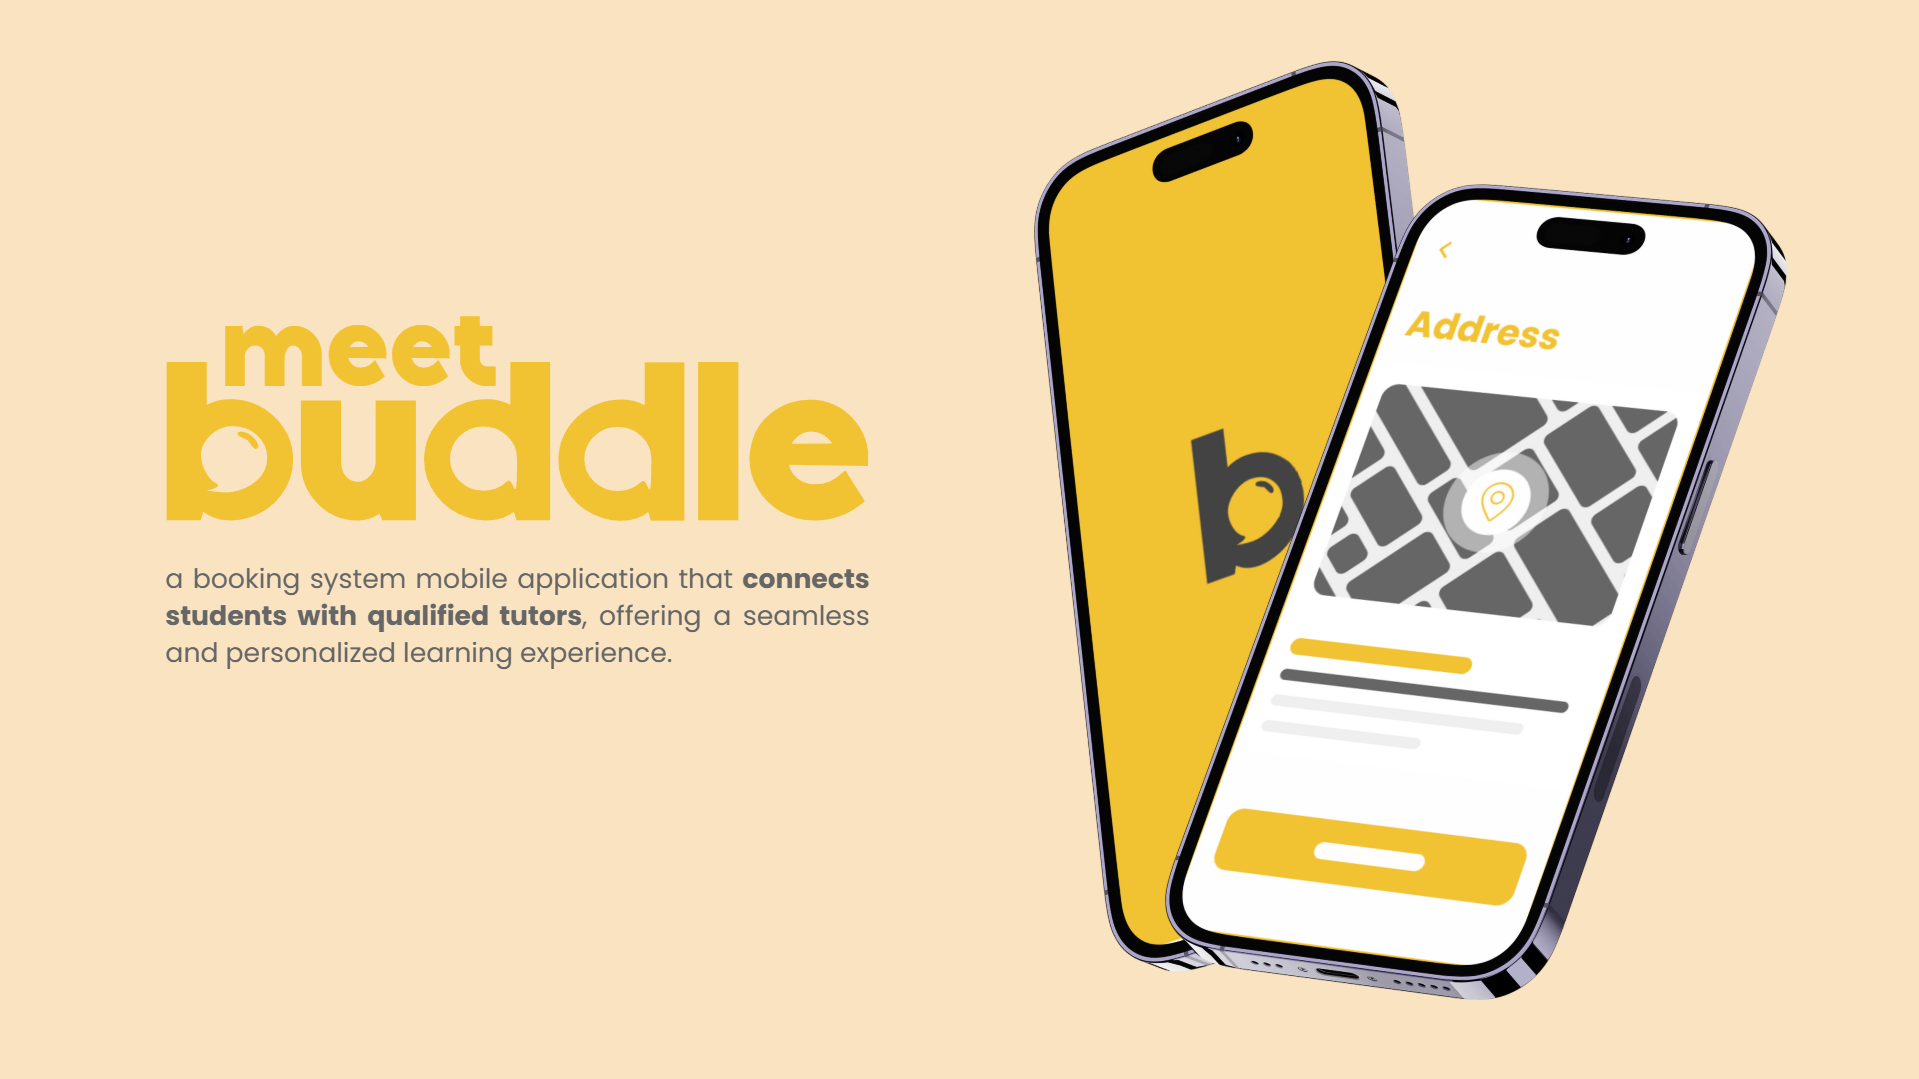 meet
buddle
a booking system mobile application that connects
students with qualified tutors, offering a seamless
and personalized learning experience.
b
Address